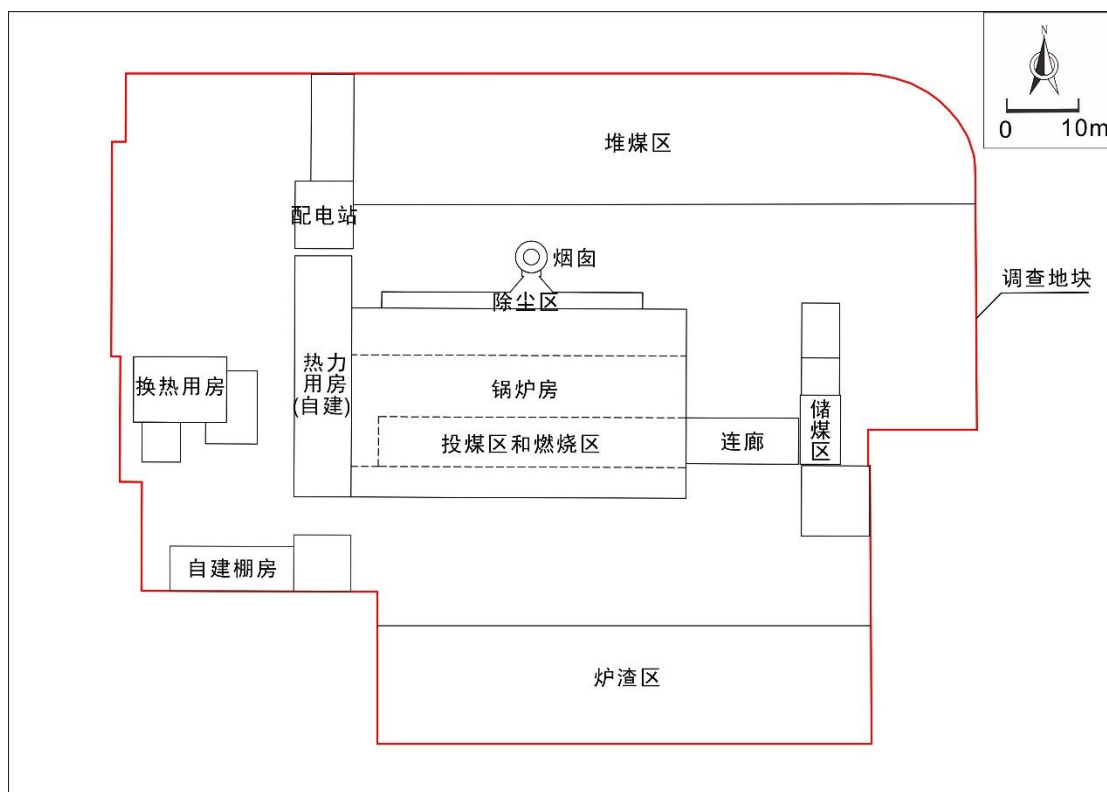 N
0 10m
堆煤区
配电站
烟囱
除尘区
调查地块
热力
用房
(自建)
换热用房
锅炉房
储
煤
区
投煤区和燃烧区
连廊
自建棚房
炉渣区